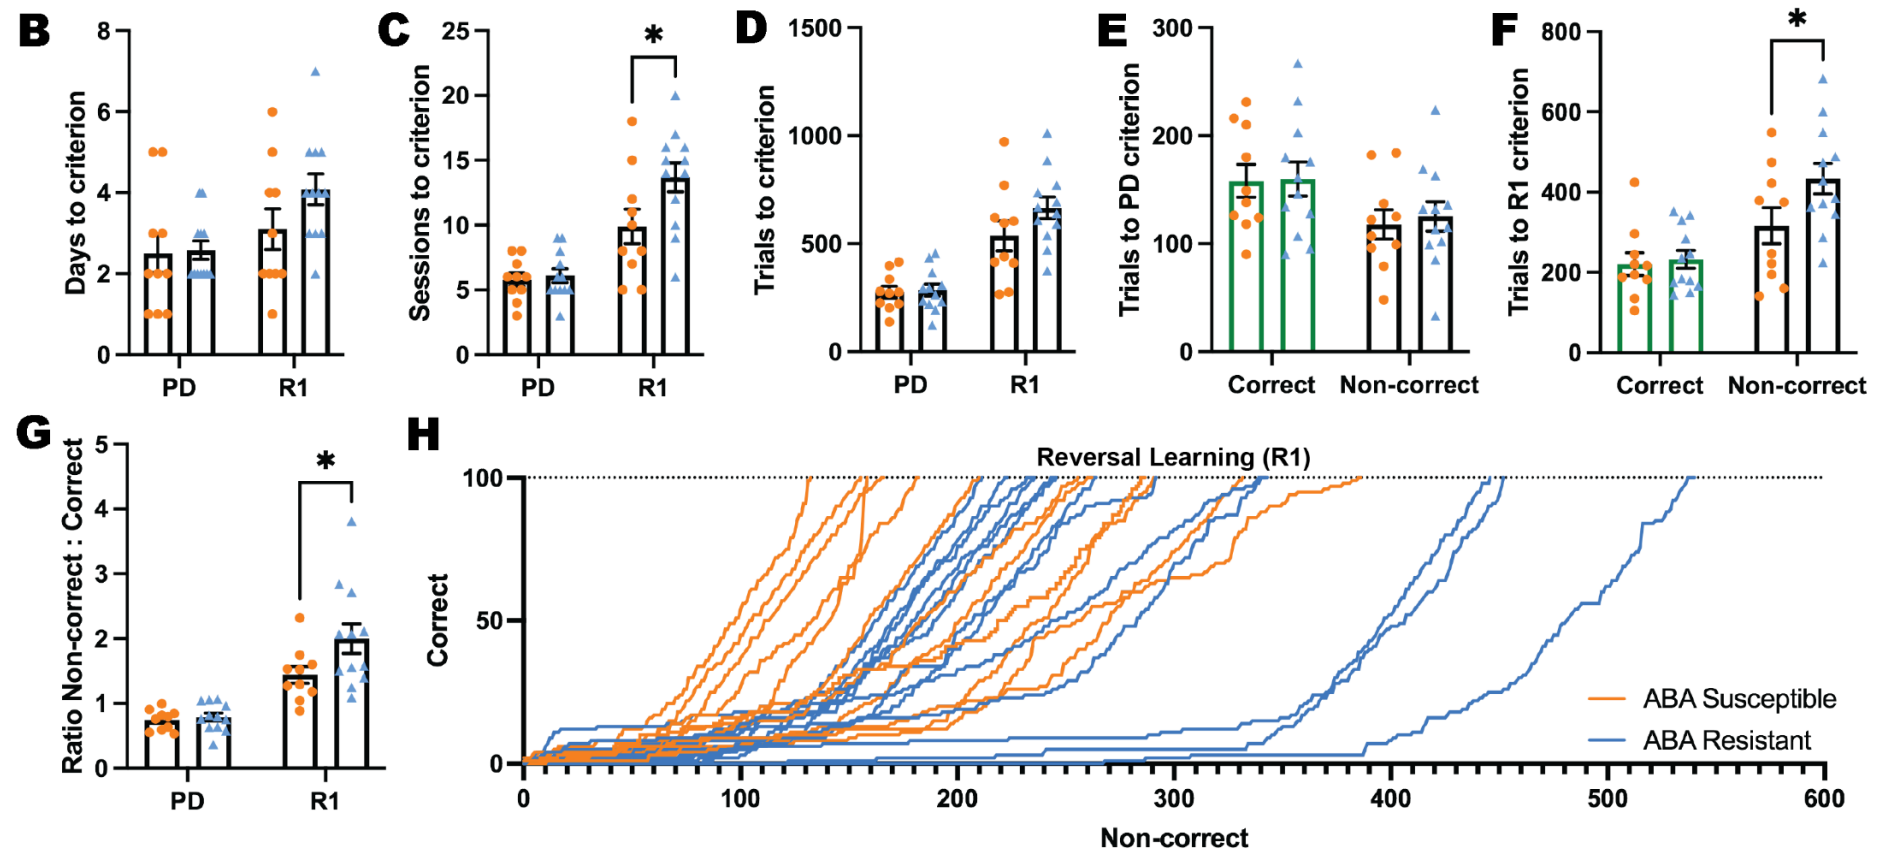 B
Days to criterion
8
6
4
2
0
PD
R1
C
Sessions to criterion
25
20
15
10
5
0
*
PD
R1
D
Trials to criterion
1500
1000
500
0
PD
R1
E
Trials to PD criterion
300
200
100
0
Correct
Non-correct
F
Trials to R1 criterion
800
600
400
200
0
*
Correct
Non-correct
G
Ratio Non-correct : Correct
5
4
3
2
1
0
*
PD
R1
H
Reversal Learning (R1)
Correct
100
50
0
ABA Susceptible
ABA Resistant
0
100
200
300
400
500
600
Non-correct